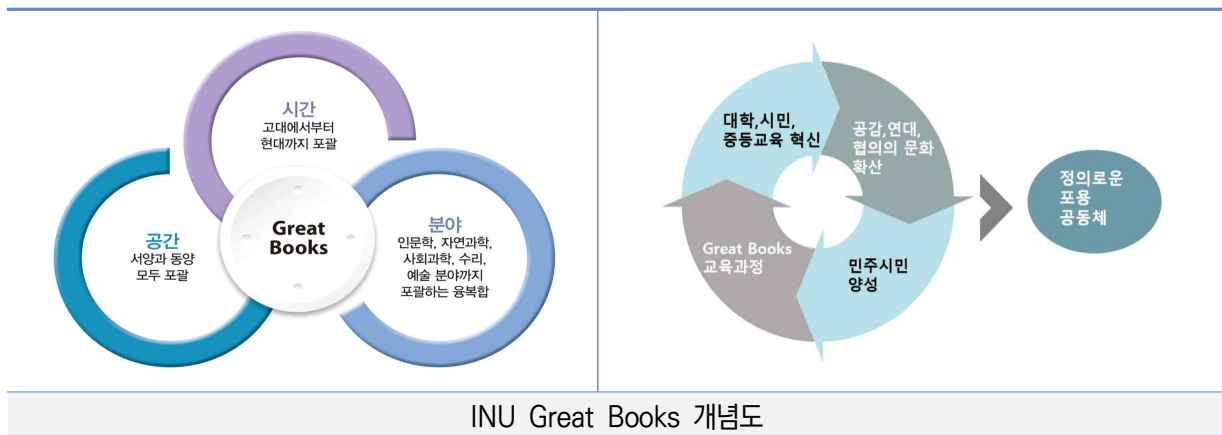 시간
고대에서부터
현대까지 포괄
공간
서양과 동양
모두 포괄
Great
Books
분야
인문학, 자연과학,
사회과학, 수리,
예술 분야까지
포괄하는 융복합
대학,시민,
중등교육 혁신
공감,연대,
협의의 문화
확산
Great Books
교육과정
민주시민
양성
정의로운
포용
공동체
INU Great Books 개념도